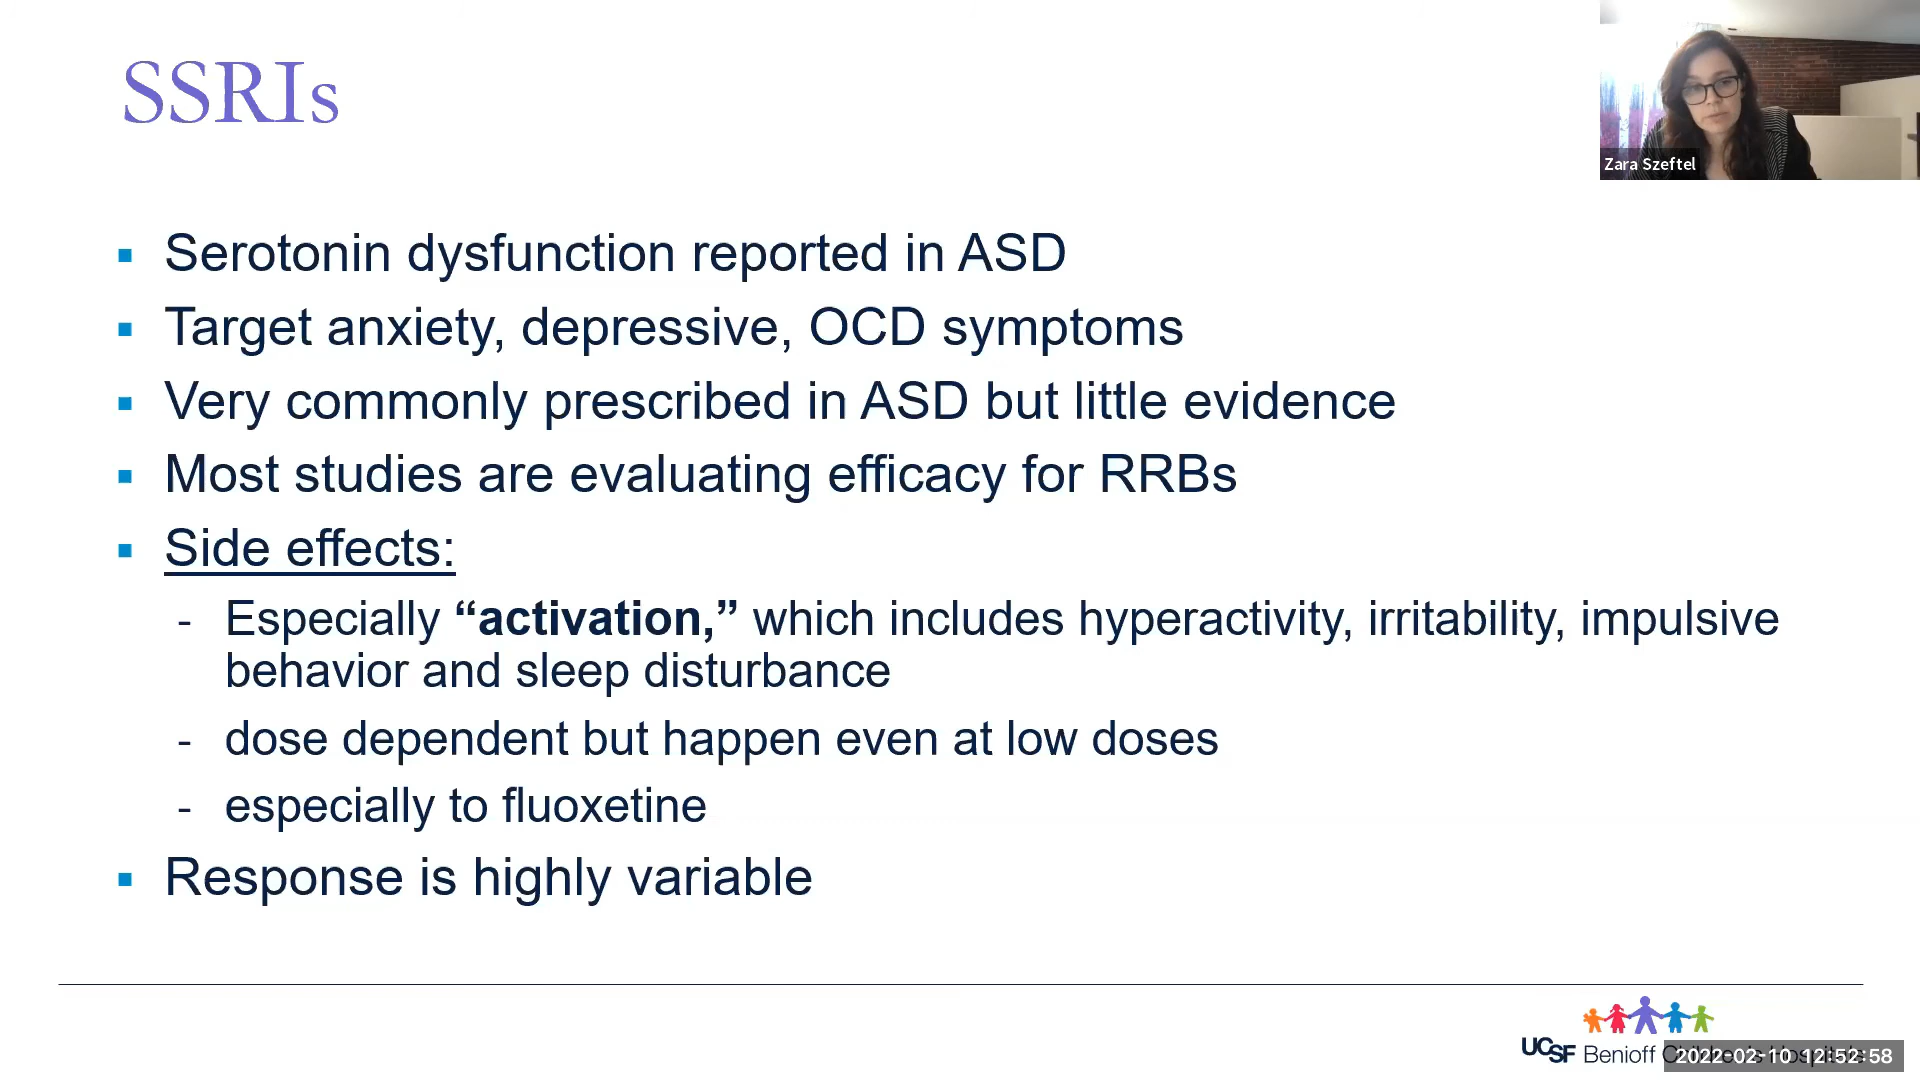 SSRIs
Zara Szeftel
Serotonin dysfunction reported in ASD
Target anxiety, depressive, OCD symptoms
Very commonly prescribed in ASD but little evidence
Most studies are evaluating efficacy for RRBs
Side effects:
- Especially “activation,” which includes hyperactivity, irritability, impulsive
behavior and sleep disturbance
- dose dependent but happen even at low doses
- especially to fluoxetine
Response is highly variable
UCSF Benioff Children's Hospitals
2022-02-10 12:52:58